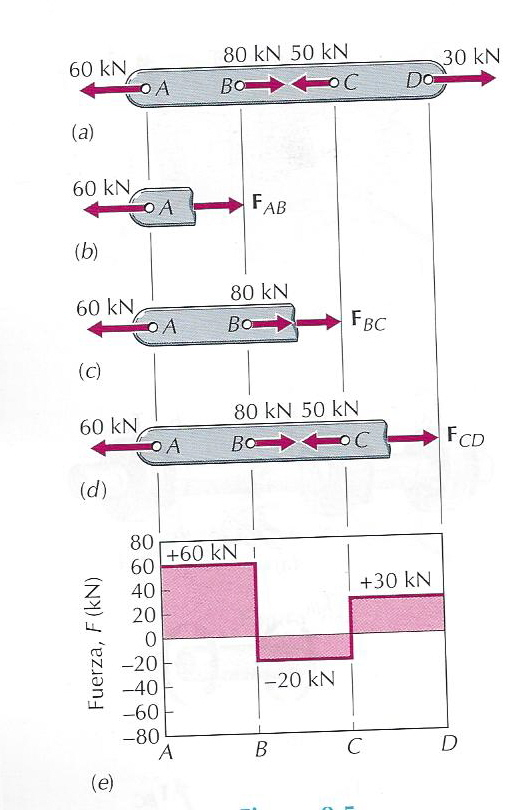 60 kN 80 kN 50 kN 30 kN
A B C D
(a)
60 kN
A F_AB
(b)
60 kN 80 kN
A B F_BC
(c)
60 kN 80 kN 50 kN
A B C F_CD
(d)
80
+60 kN
60
40
+30 kN
20
0
−20
−20 kN
−40
−60
−80
Fuerza, F (kN)
A B C D
(e)